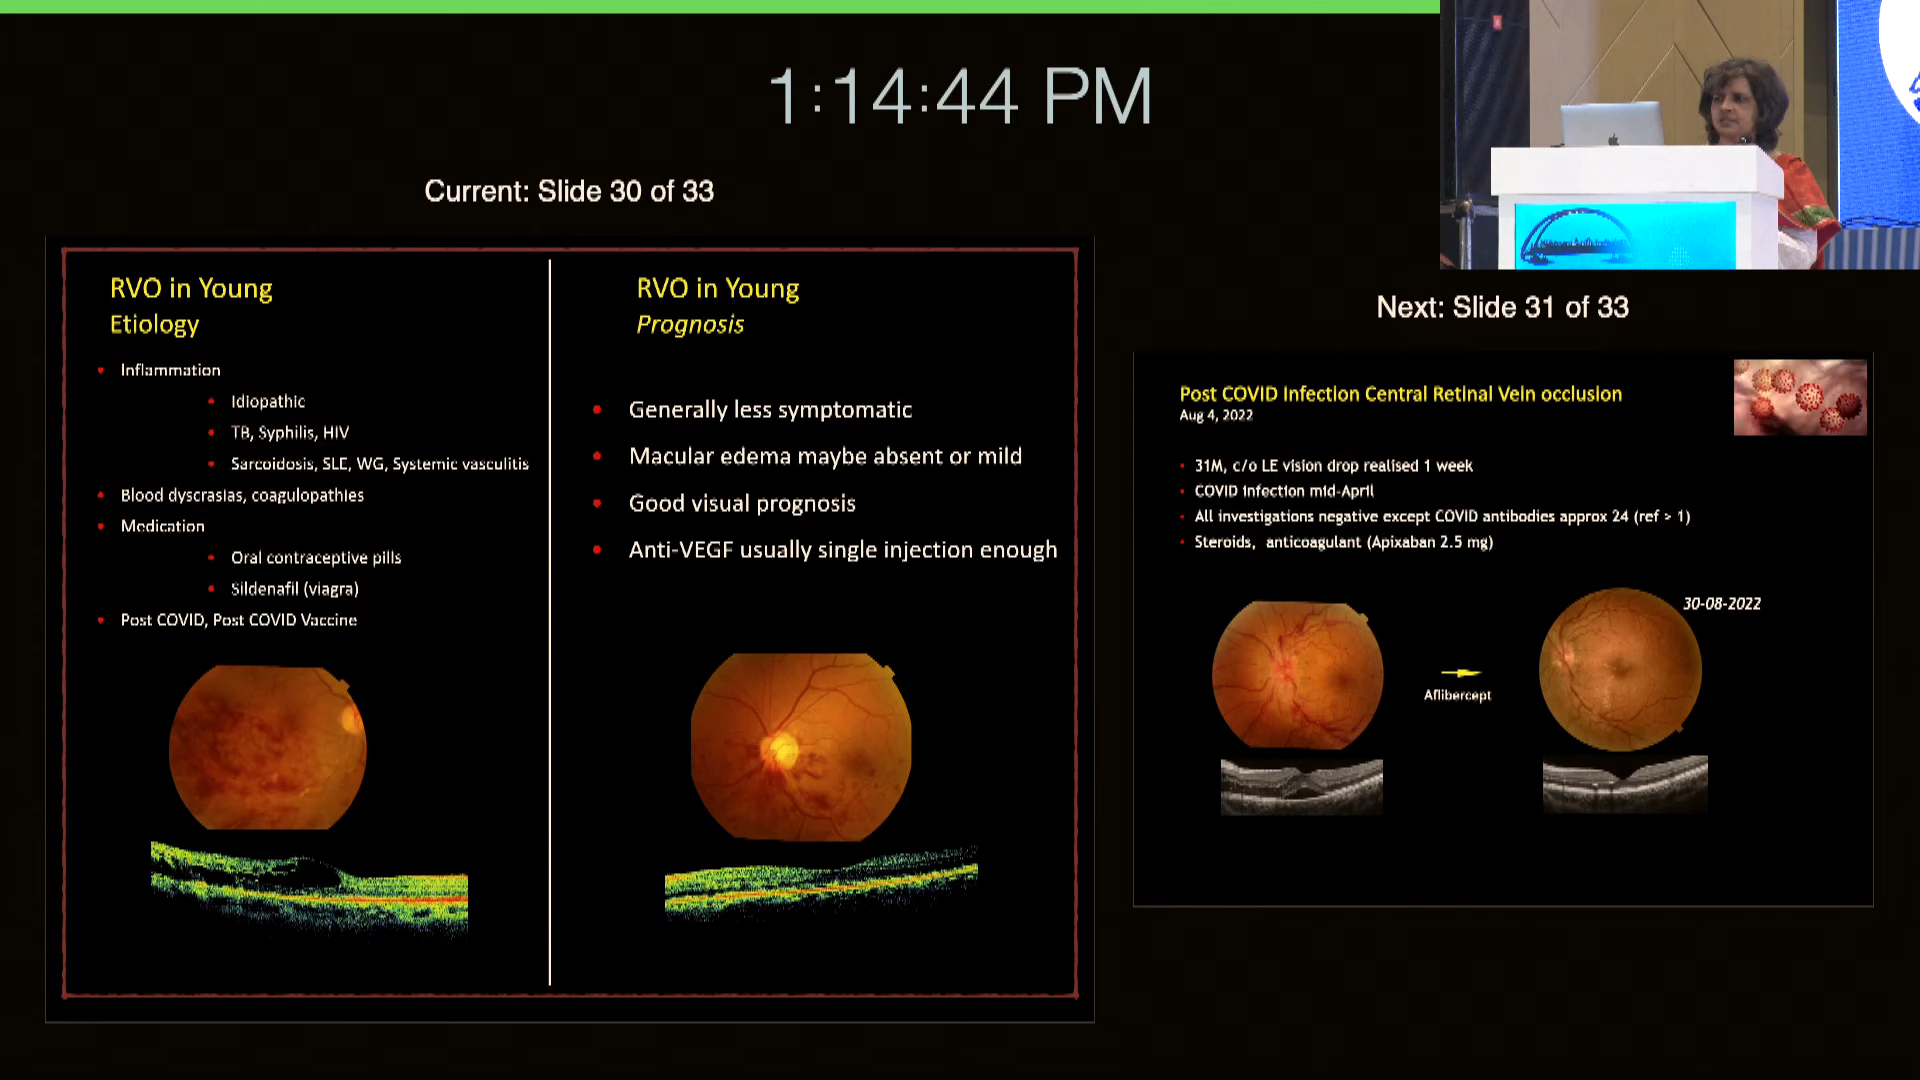 1:14:44 PM
Current: Slide 30 of 33
RVO in Young
Etiology
Inflammation
Idiopathic
TB, Syphilis, HIV
Sarcoidosis, SLE, WG, Systemic vasculitis
Blood dyscrasias, coagulopathies
Medication
Oral contraceptive pills
Sildenafil (viagra)
Post COVID, Post COVID Vaccine
RVO in Young
Prognosis
Generally less symptomatic
Macular edema maybe absent or mild
Good visual prognosis
Anti-VEGF usually single injection enough
Next: Slide 31 of 33
Post COVID Infection Central Retinal Vein occlusion
Aug 4, 2022
31M, c/o LE vision drop realised 1 week
COVID infection mid-April
All investigations negative except COVID antibodies approx 24 (ref > 1)
Steroids, anticoagulant (Apixaban 2.5 mg)
30-08-2022
Aflibercept